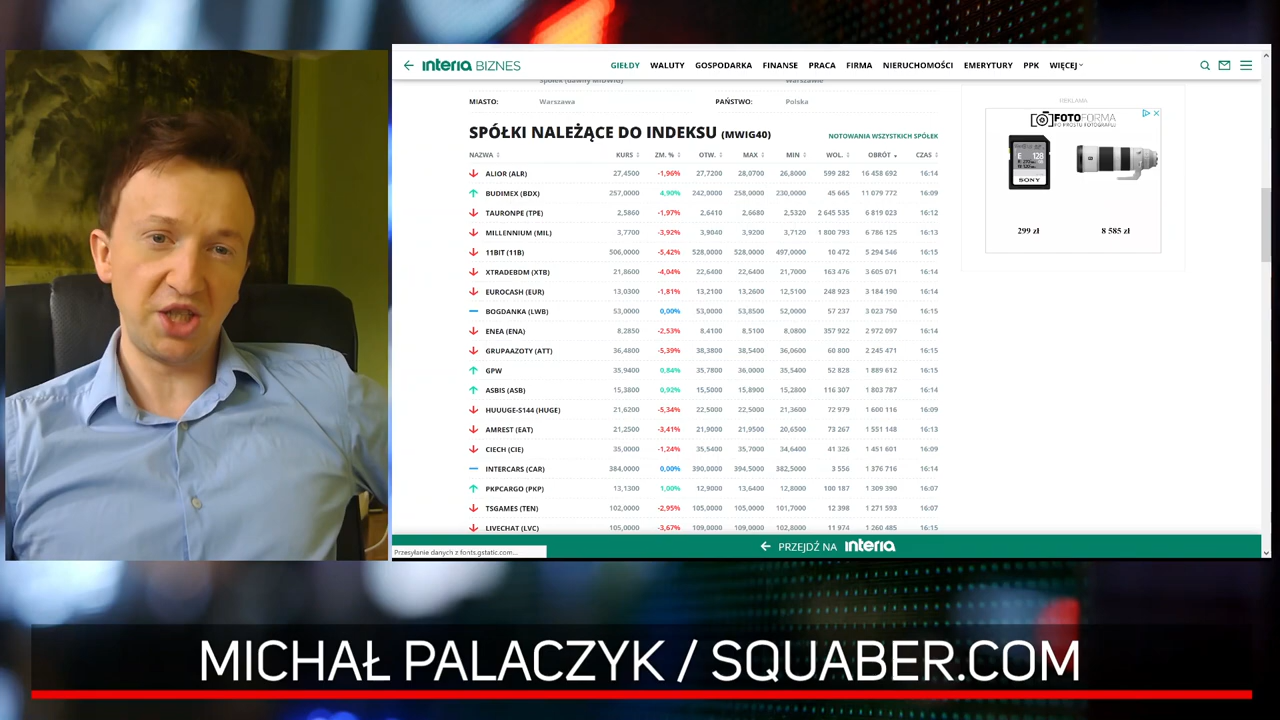 interia BIZNES GIEŁDY WALUTY GOSPODARKA FINANSE PRACA FIRMA NIERUCHOMOŚCI EMERYTURY PPK WIĘCEJ
Spółek (dawny MIDWIG) Warszawie
MIASTO: Warszawa PAŃSTWO: Polska
REKLAMA
FOTOFORMA
PO PROSTU FOTOGRAFUJ
SONY
299 zł 8 585 zł
SPÓŁKI NALEŻĄCE DO INDEKSU (MWIG40) NOTOWANIA WSZYSTKICH SPÓŁEK
NAZWA KURS ZM. % OTW. MAX MIN WOL. OBRÓT CZAS
ALIOR (ALR) 27,4500 -1,96% 27,7200 28,0700 26,8000 599 282 16 458 692 16:14
BUDIMEX (BDX) 257,0000 4,90% 242,0000 258,0000 230,0000 45 665 11 079 772 16:09
TAURONPE (TPE) 2,5860 -1,97% 2,6410 2,6680 2,5320 2 645 535 6 819 023 16:12
MILLENNIUM (MIL) 3,7700 -3,92% 3,9040 3,9200 3,7120 1 800 793 6 786 125 16:13
11BIT (11B) 506,0000 -5,42% 528,0000 528,0000 497,0000 10 472 5 294 546 16:15
XTRADEBDM (XTB) 21,8600 -4,04% 22,6400 22,6400 21,7000 163 476 3 605 071 16:14
EUROCASH (EUR) 13,0300 -1,81% 13,2100 13,2600 12,5100 248 923 3 184 190 16:14
BOGDANKA (LWB) 53,0000 0,00% 53,0000 53,8500 52,0000 57 237 3 023 750 16:15
ENEA (ENA) 8,2850 -2,53% 8,4100 8,5100 8,0800 357 922 2 972 097 16:14
GRUPAAZOTY (ATT) 36,4800 -5,39% 38,3800 38,5400 36,0600 60 800 2 245 471 16:15
GPW 35,9400 0,84% 35,7800 36,0000 35,5400 52 828 1 889 612 16:15
ASBIS (ASB) 15,3800 0,92% 15,5000 15,8900 15,2800 116 307 1 803 787 16:14
HUUUGE-S144 (HUGE) 21,6200 -5,34% 22,5000 22,5000 21,3600 72 979 1 600 116 16:09
AMREST (EAT) 21,2500 -3,41% 21,9000 21,9500 20,6500 73 267 1 551 148 16:13
CIECH (CIE) 35,0000 -1,24% 35,5400 35,7000 34,6400 41 326 1 451 601 16:09
INTERCARS (CAR) 384,0000 0,00% 390,0000 394,5000 382,5000 3 556 1 376 716 16:14
PKPCARGO (PKP) 13,1300 1,00% 12,9000 13,6400 12,8000 100 187 1 309 390 16:07
TSGAMES (TEN) 102,0000 -2,95% 105,0000 105,0000 101,7000 12 398 1 271 593 16:07
LIVECHAT (LVC) 105,0000 -3,67% 109,0000 109,0000 102,8000 11 974 1 260 485 16:15
Przesyłanie danych z fonts.gstatic.com...
PRZEJDŹ NA interia
MICHAŁ PALACZYK / SQUABER.COM